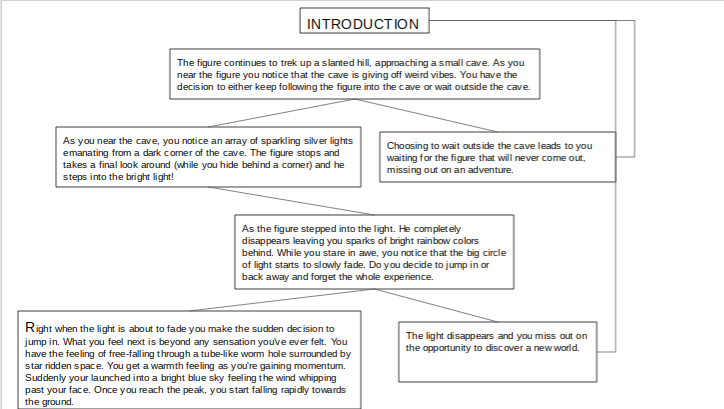 INTRODUCTION
The figure continues to trek up a slanted hill, approaching a small cave. As you
near the figure you notice that the cave is giving off weird vibes. You have the
decision to either keep following the figure into the cave or wait outside the cave.
As you near the cave, you notice an array of sparkling silver lights
emanating from a dark corner of the cave. The figure stops and
takes a final look around (while you hide behind a corner) and he
steps into the bright light!
Choosing to wait outside the cave leads to you
waiting for the figure that will never come out,
missing out on an adventure.
As the figure stepped into the light. He completely
disappears leaving you sparks of bright rainbow colors
behind. While you stare in awe, you notice that the big circle
of light starts to slowly fade. Do you decide to jump in or
back away and forget the whole experience.
Right when the light is about to fade you make the sudden decision to
jump in. What you feel next is beyond any sensation you've ever felt. You
have the feeling of free-falling through a tube-like worm hole surrounded by
star ridden space. You get a warmth feeling as you're gaining momentum.
Suddenly your launched into a bright blue sky feeling the wind whipping
past your face. Once you reach the peak, you start falling rapidly towards
the ground.
The light disappears and you miss out on
the opportunity to discover a new world.